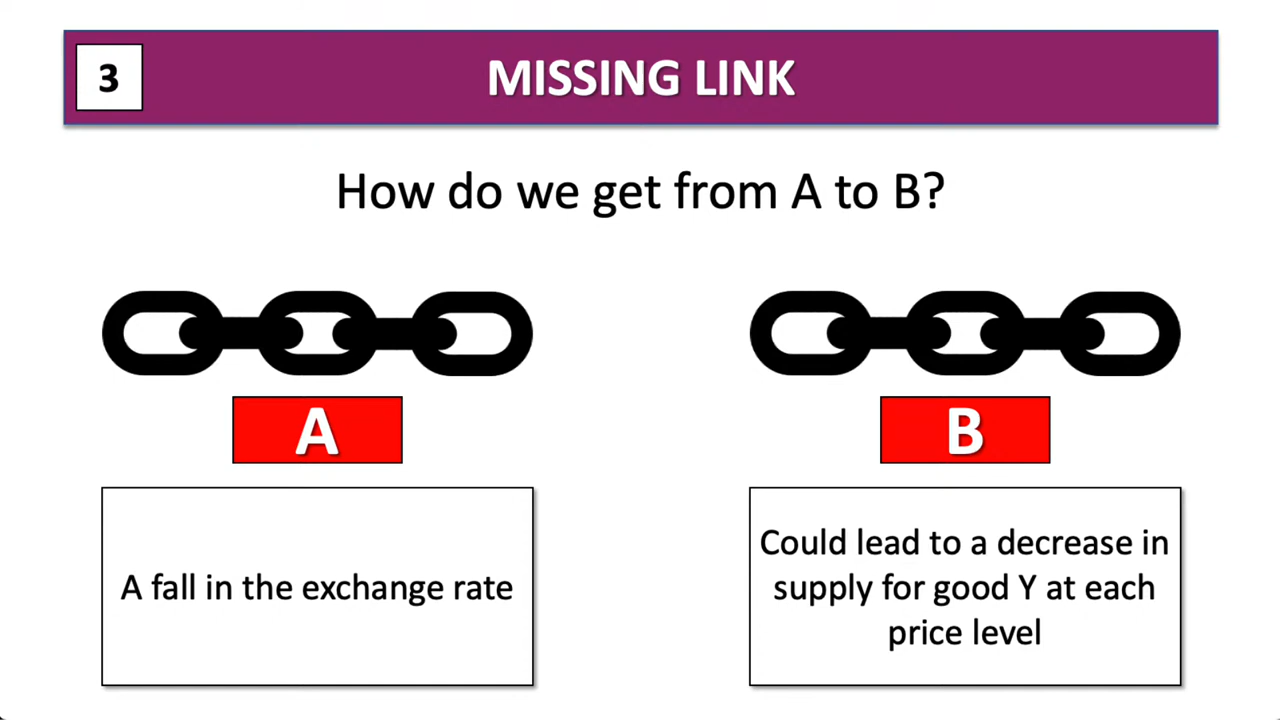 3
MISSING LINK
How do we get from A to B?
A
B
A fall in the exchange rate
Could lead to a decrease in
supply for good Y at each
price level